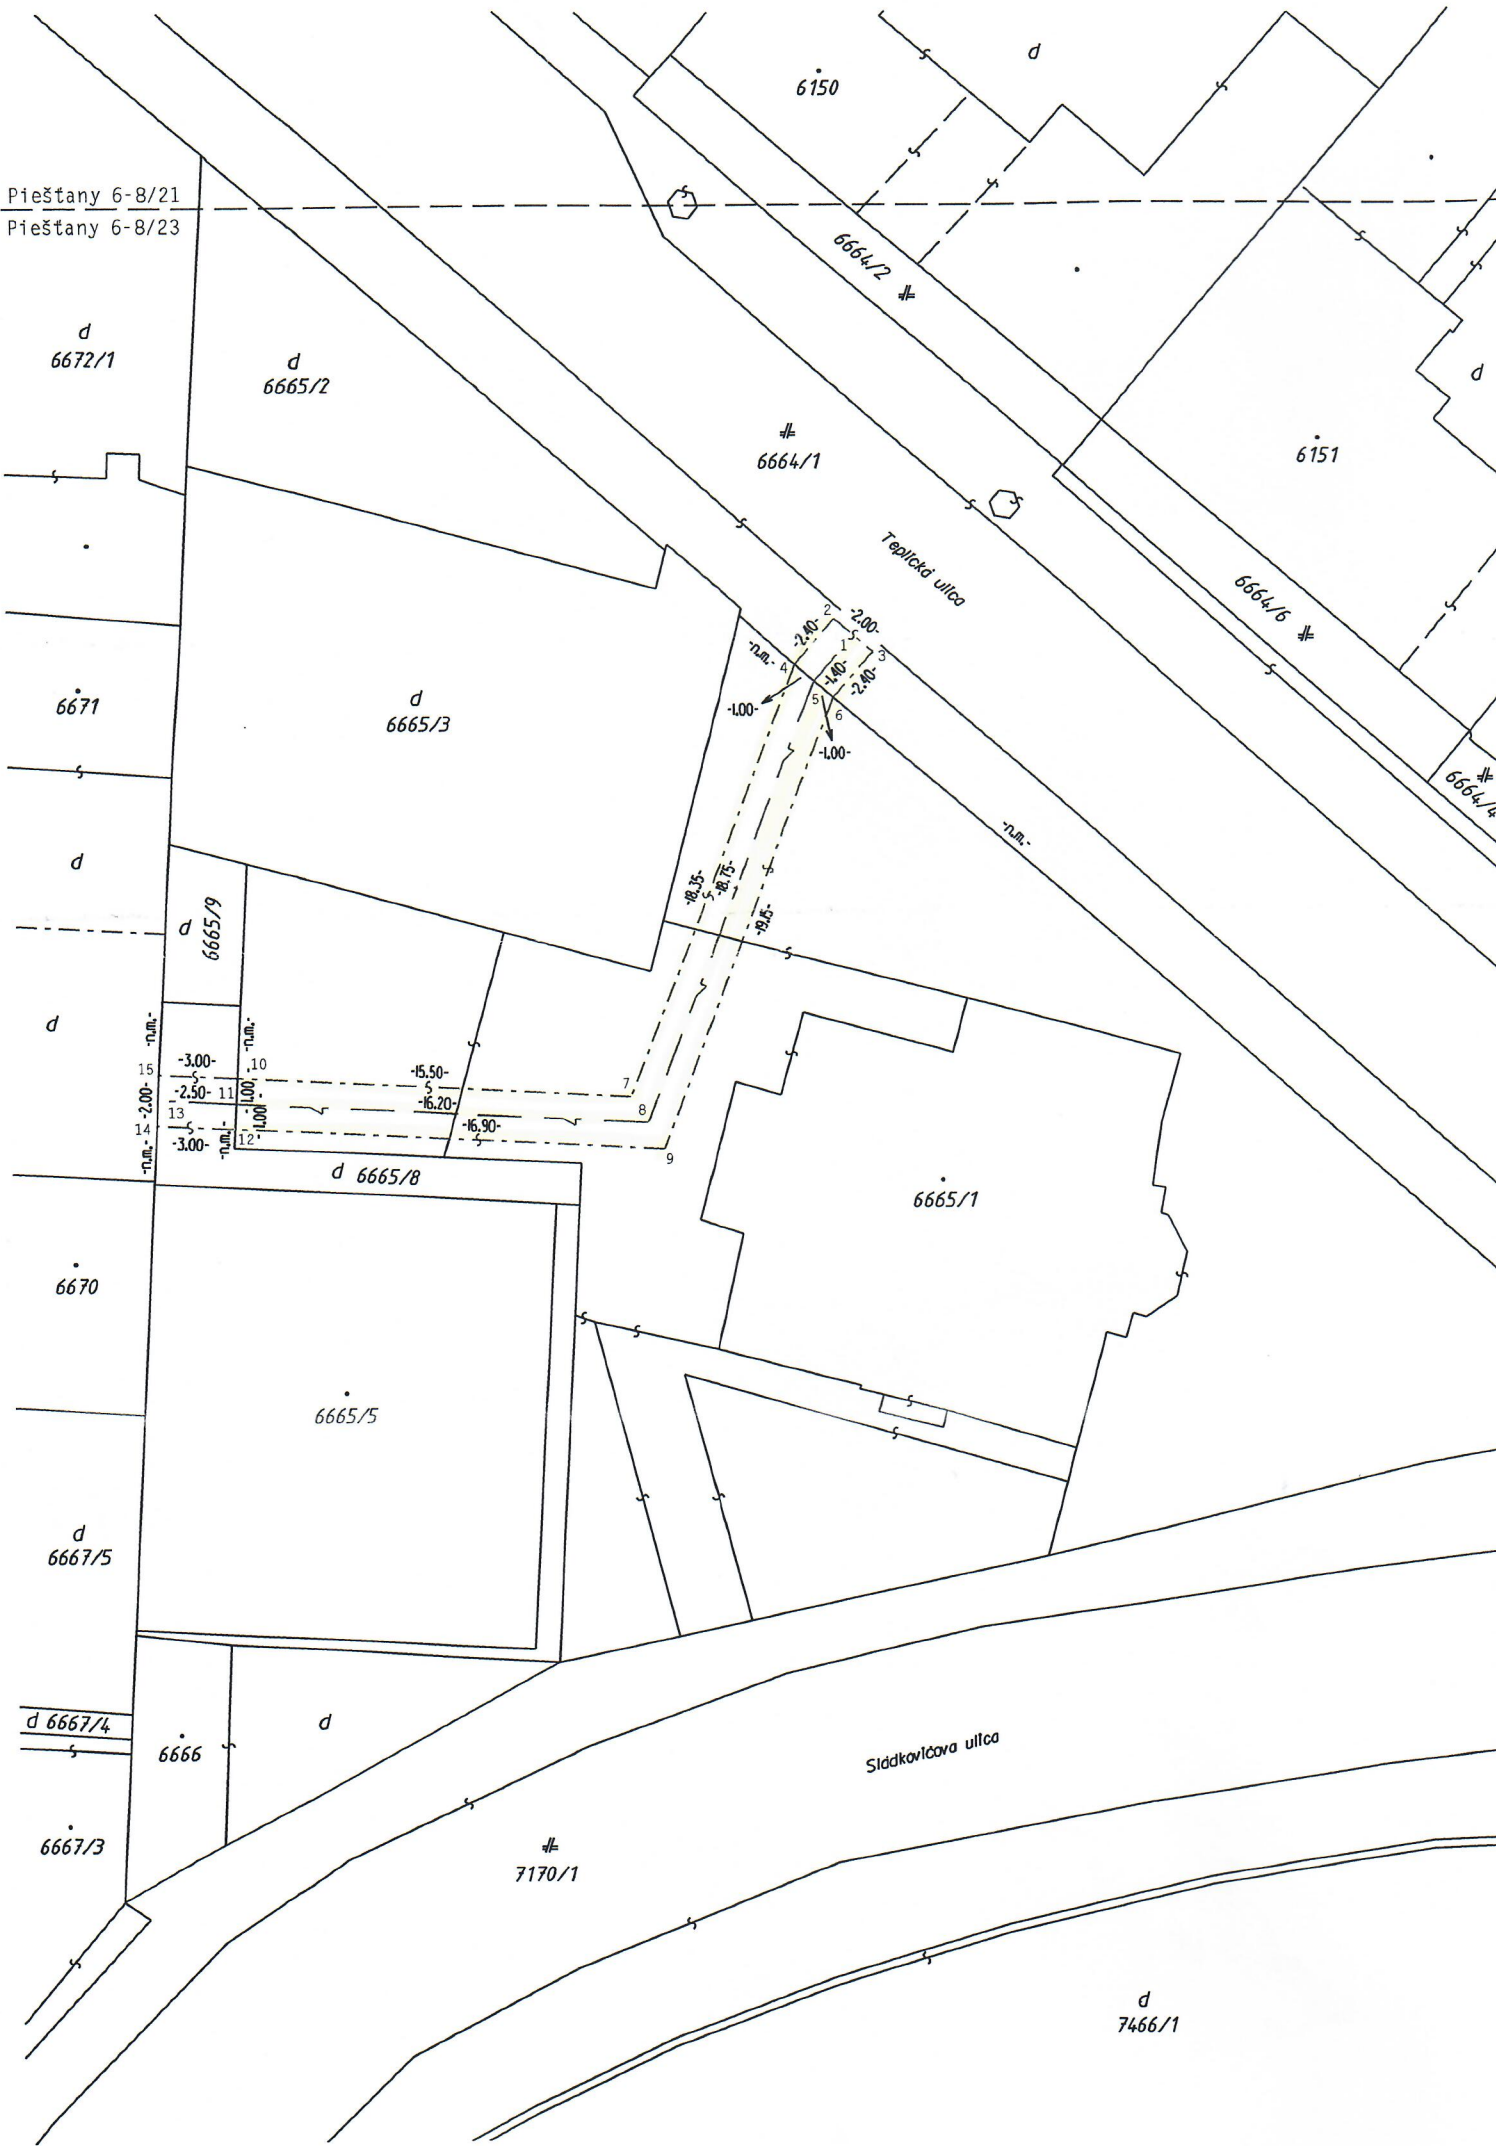 d
6150
Piešťany 6-8/21
Piešťany 6-8/23
6664/2
d
6672/1
d
6665/2
d
6664/1
6151
Teplická ulica
6664/6
2
-2.00-
-2.40-
1
3
-n.m.-
4
-1.40-
-2.40-
5
6
-1.00-
-1.00-
6671
d
6665/3
6664/4
-n.m.-
d
-18.35-
-18.75-
-19.15-
d
6665/9
d
-n.m.-
-n.m.-
15
-3.00-
10
-15.50-
7
-2.00-
-2.50-
11
-1.00-
-16.20-
8
13
-1.00-
14
-3.00-
12
-16.90-
9
-n.m.-
-n.m.-
d 6665/8
6665/1
6670
6665/5
d
6667/5
d 6667/4
6666
d
Sládkovičova ulica
6667/3
7170/1
d
7466/1